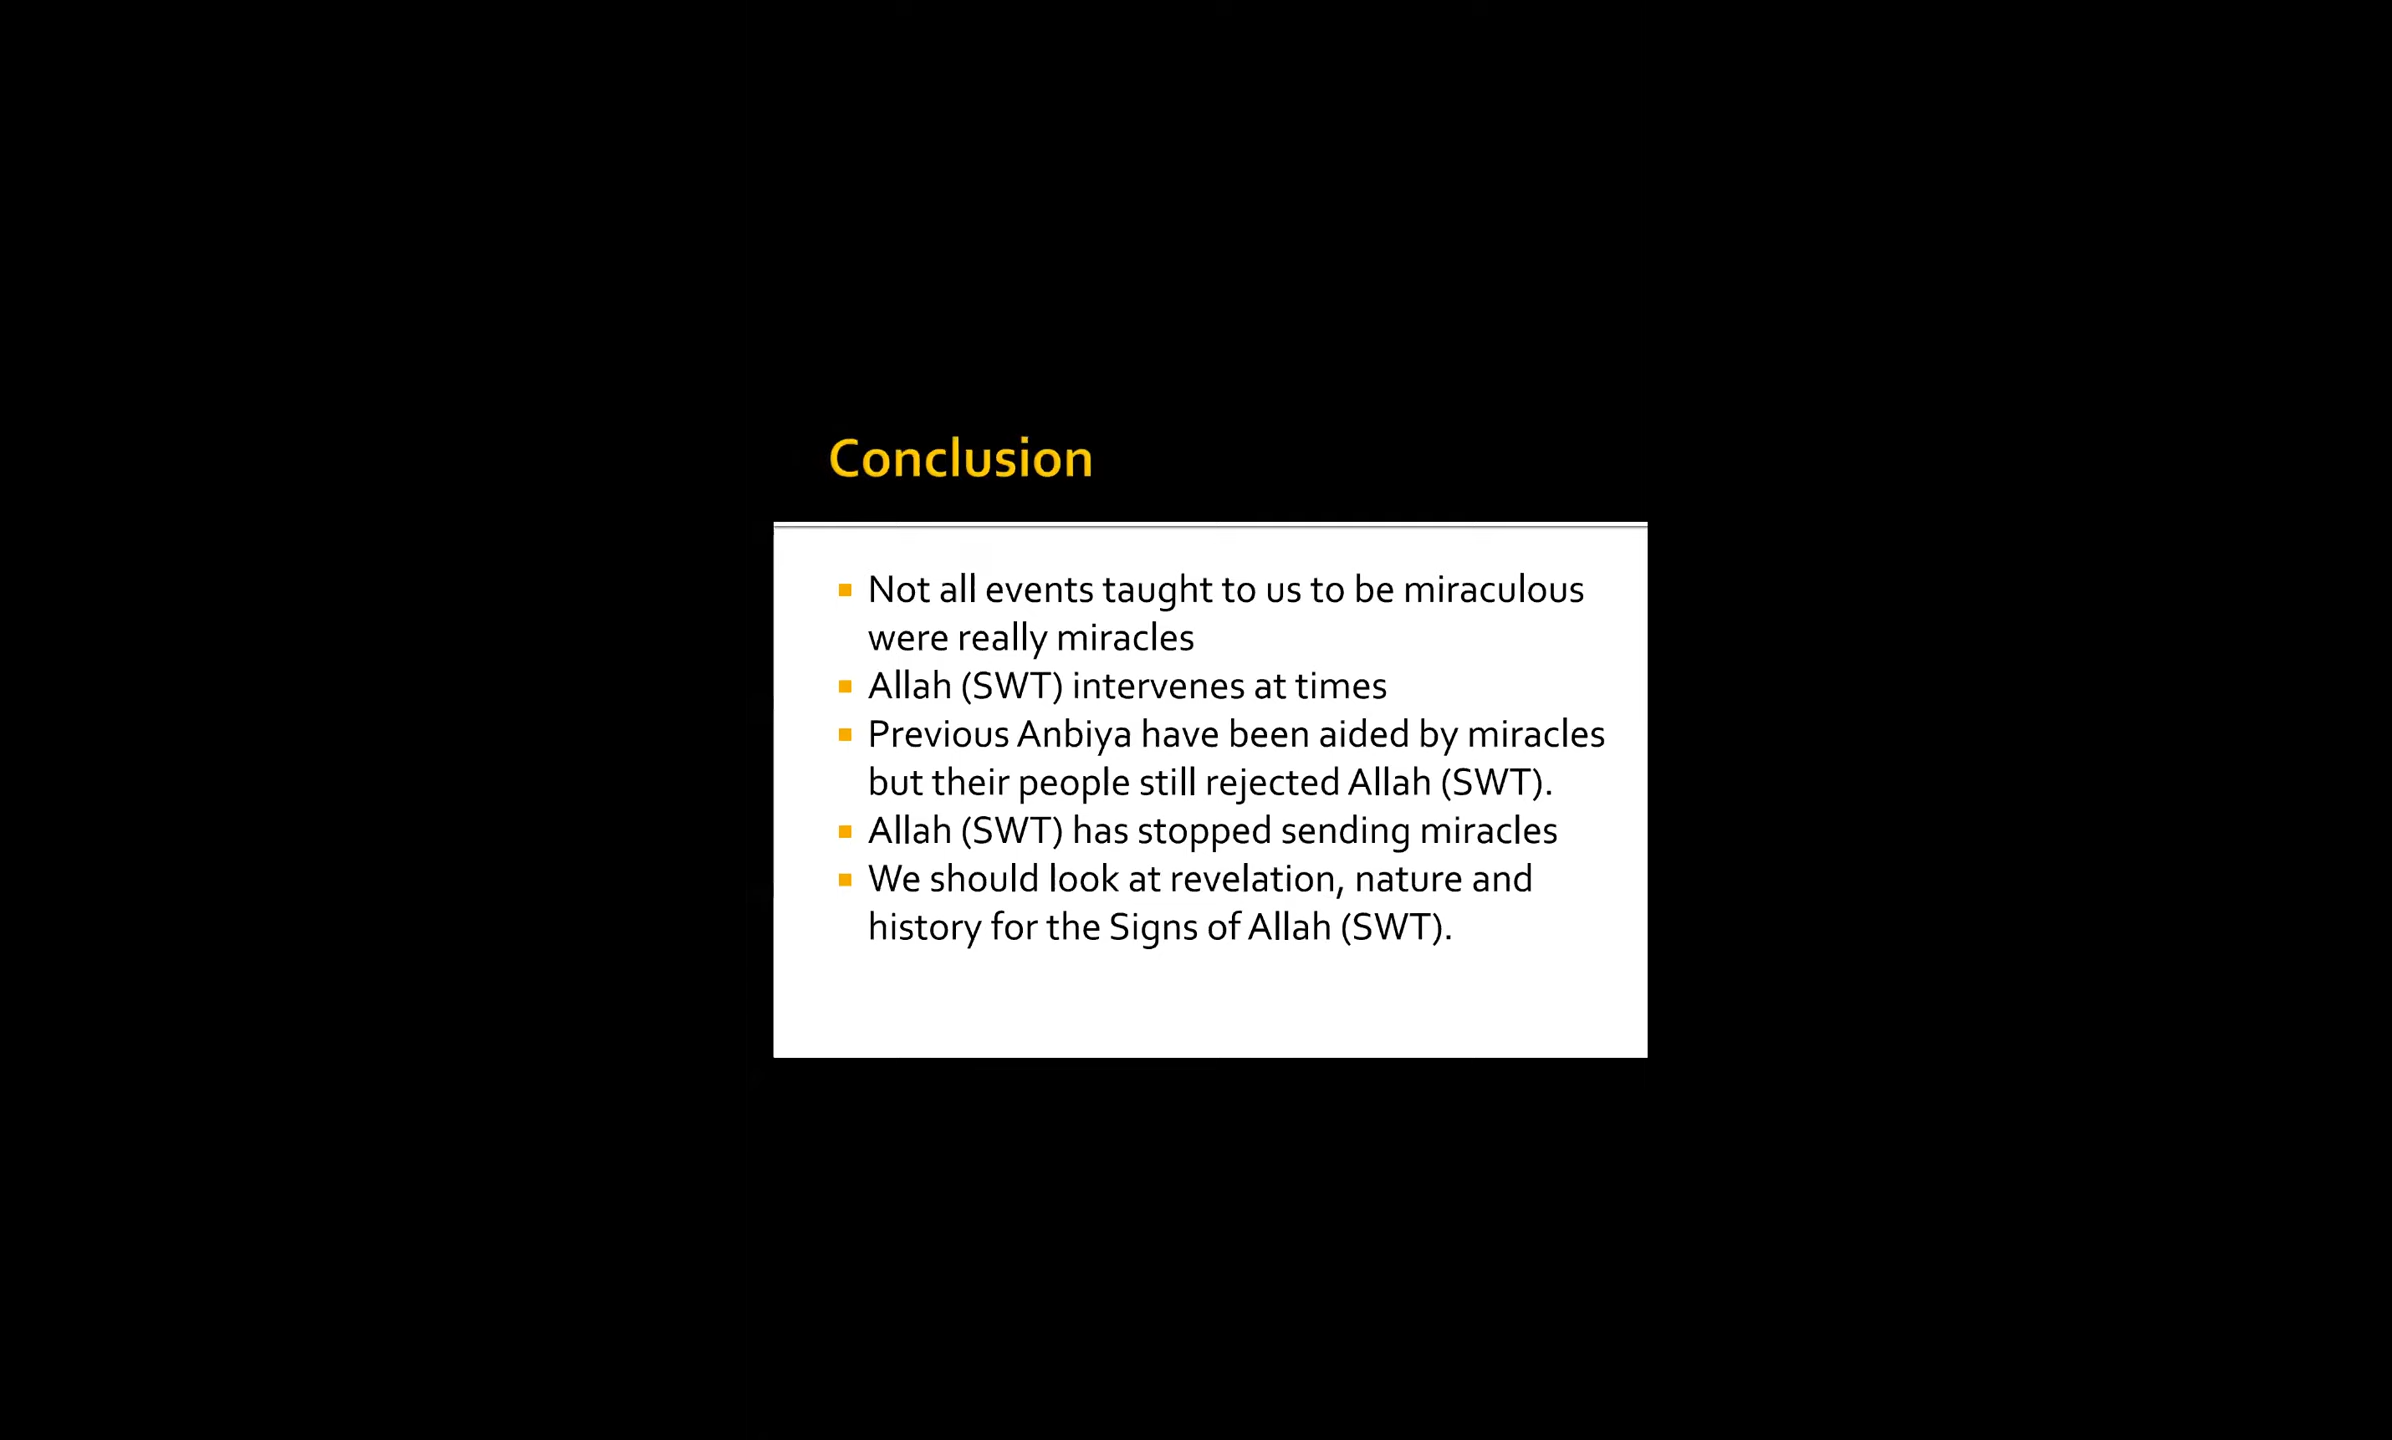 Conclusion
Not all events taught to us to be miraculous
were really miracles
Allah (SWT) intervenes at times
Previous Anbiya have been aided by miracles
but their people still rejected Allah (SWT).
Allah (SWT) has stopped sending miracles
We should look at revelation, nature and
history for the Signs of Allah (SWT).